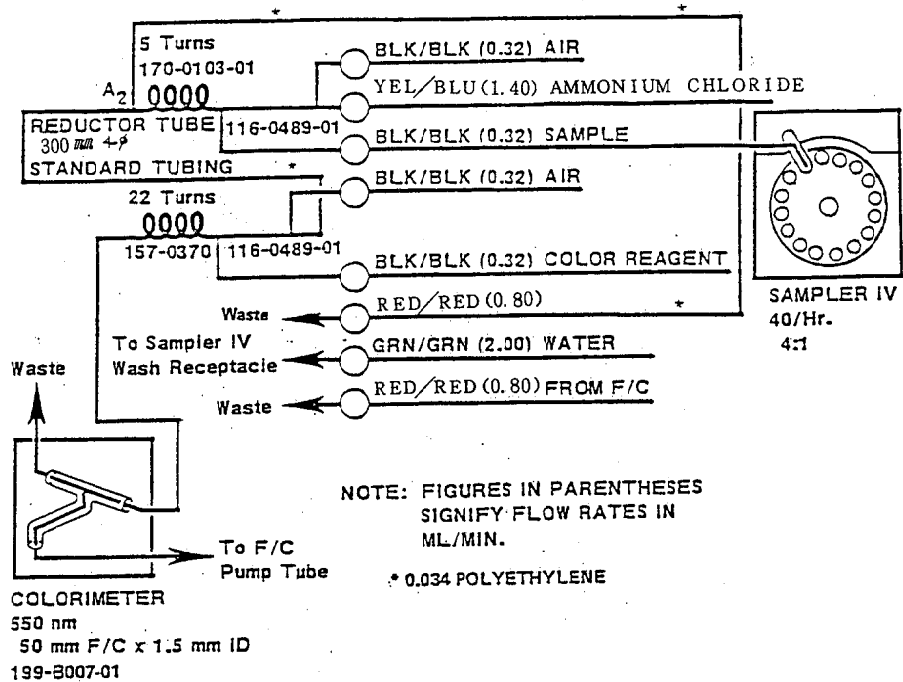 *
*
5 Turns
170-0103-01
A2
BLK/BLK (0.32) AIR
YEL/BLU (1.40) AMMONIUM CHLORIDE
REDUCTOR TUBE
116-0489-01
300 mm
BLK/BLK (0.32) SAMPLE
STANDARD TUBING
*
BLK/BLK (0.32) AIR
22 Turns
157-0370
116-0489-01
BLK/BLK (0.32) COLOR REAGENT
Waste
RED/RED (0.80)
*
SAMPLER IV
40/Hr.
4:1
To Sampler IV
Wash Receptacle
GRN/GRN (2.00) WATER
Waste
Waste
RED/RED (0.80) FROM F/C
NOTE: FIGURES IN PARENTHESES
SIGNIFY FLOW RATES IN
ML/MIN.
* 0.034 POLYETHYLENE
To F/C
Pump Tube
COLORIMETER
550 nm
50 mm F/C x 1.5 mm ID
199-B007-01